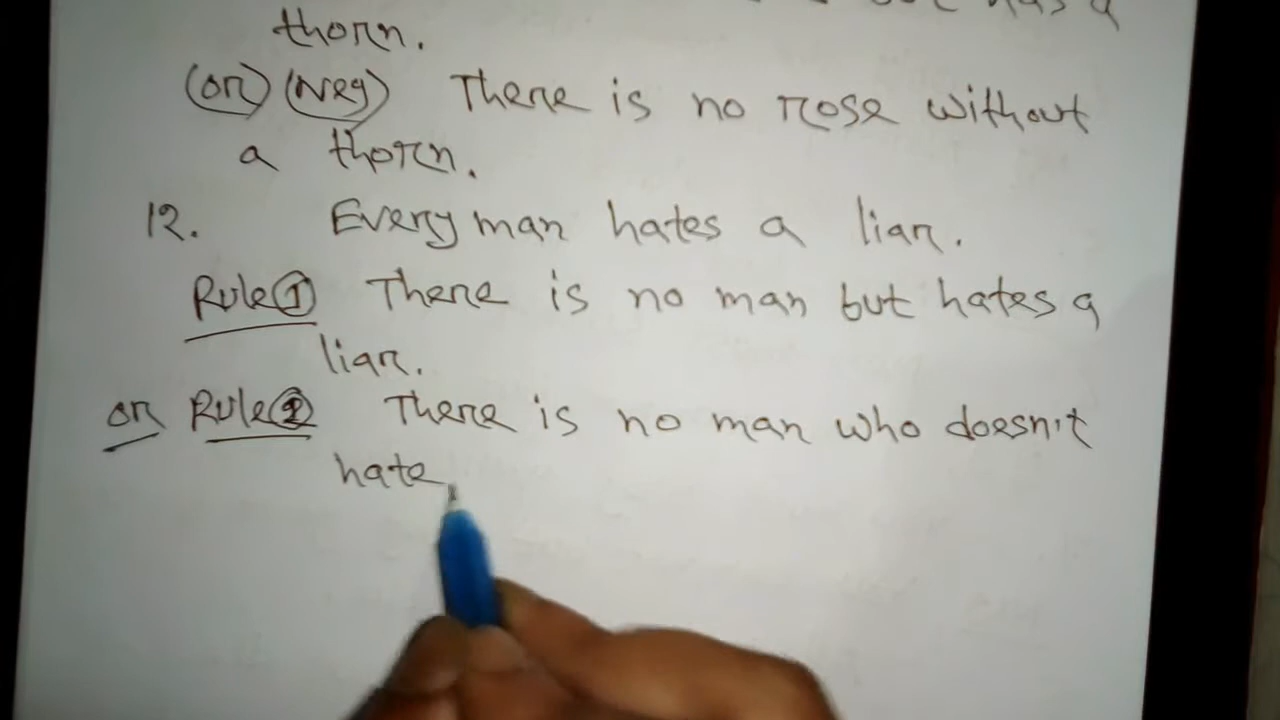 has a
thorn.
(or) (Neg) There is no rose without
a thorn.
12. Every man hates a liar.
Rule① There is no man but hates a
liar.
or Rule② There is no man who doesn't
hate